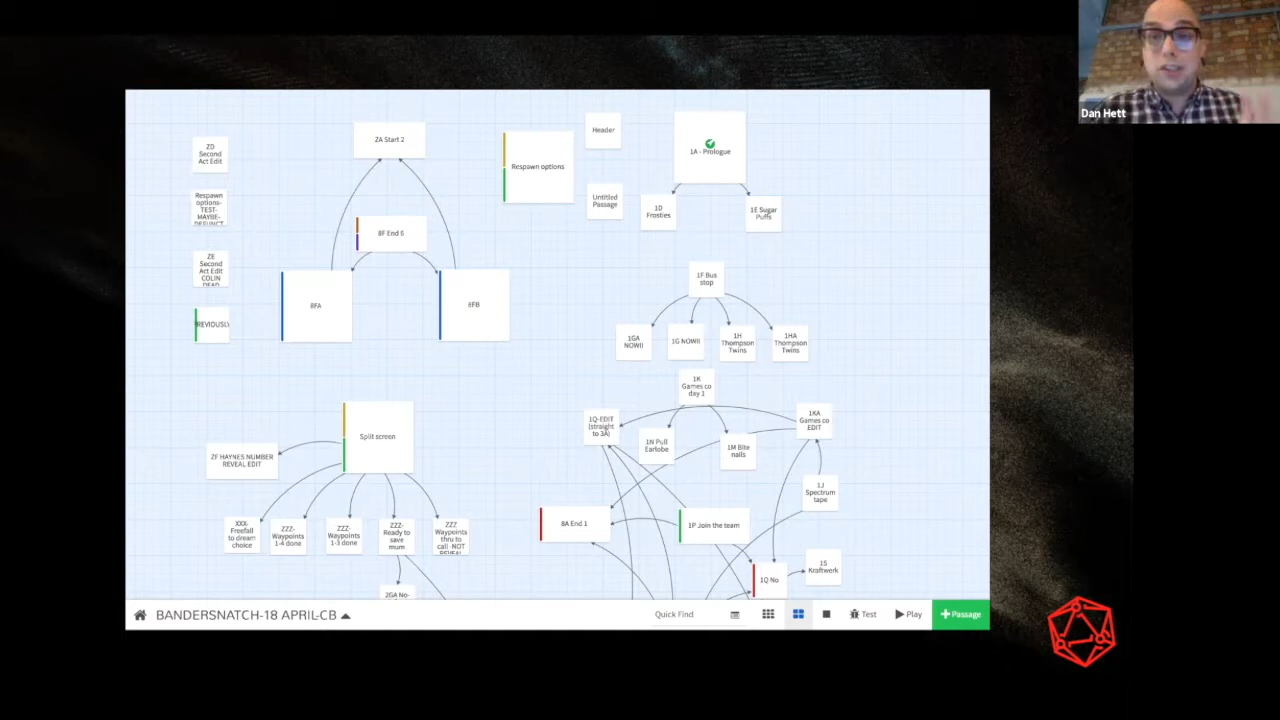 Dan Hett
ZD
Second
Act Edit
ZA Start 2
Respawn options
Header
1A - Prologue
Respawn
options-
TEST-
MAYBE-
DEFUNCT
Untitled
Passage
1D
Frosties
1E Sugar
Puffs
8F End 6
ZE
Second
Act Edit
COLIN
DEAD
8FA
1F Bus
stop
1GA
NOWII
1G NOWII
1H
Thompson
Twins
1HA
Thompson
Twins
1K
Games co
day 1
1Q-EDIT
(straight
to 3A)
1N Pull
Earlobe
1M Bite
nails
1KA
Games co
EDIT
Split screen
ZF HAYNES NUMBER
REVEAL EDIT
1J
Spectrum
tape
XXX-
Freefall
to dream
choice
ZZZ-
Waypoints
1-4 done
ZZZ-
Waypoints
1-3 done
ZZZ-
Ready to
save
mum
ZZZ
Waypoints
thru to
call -NOT
8A End 1
1P Join the team
1Q No
1S
Kraftwerk
2GA No-
BANDERSNATCH-18 APRIL-CB
Quick Find
Test
Play
+Passage